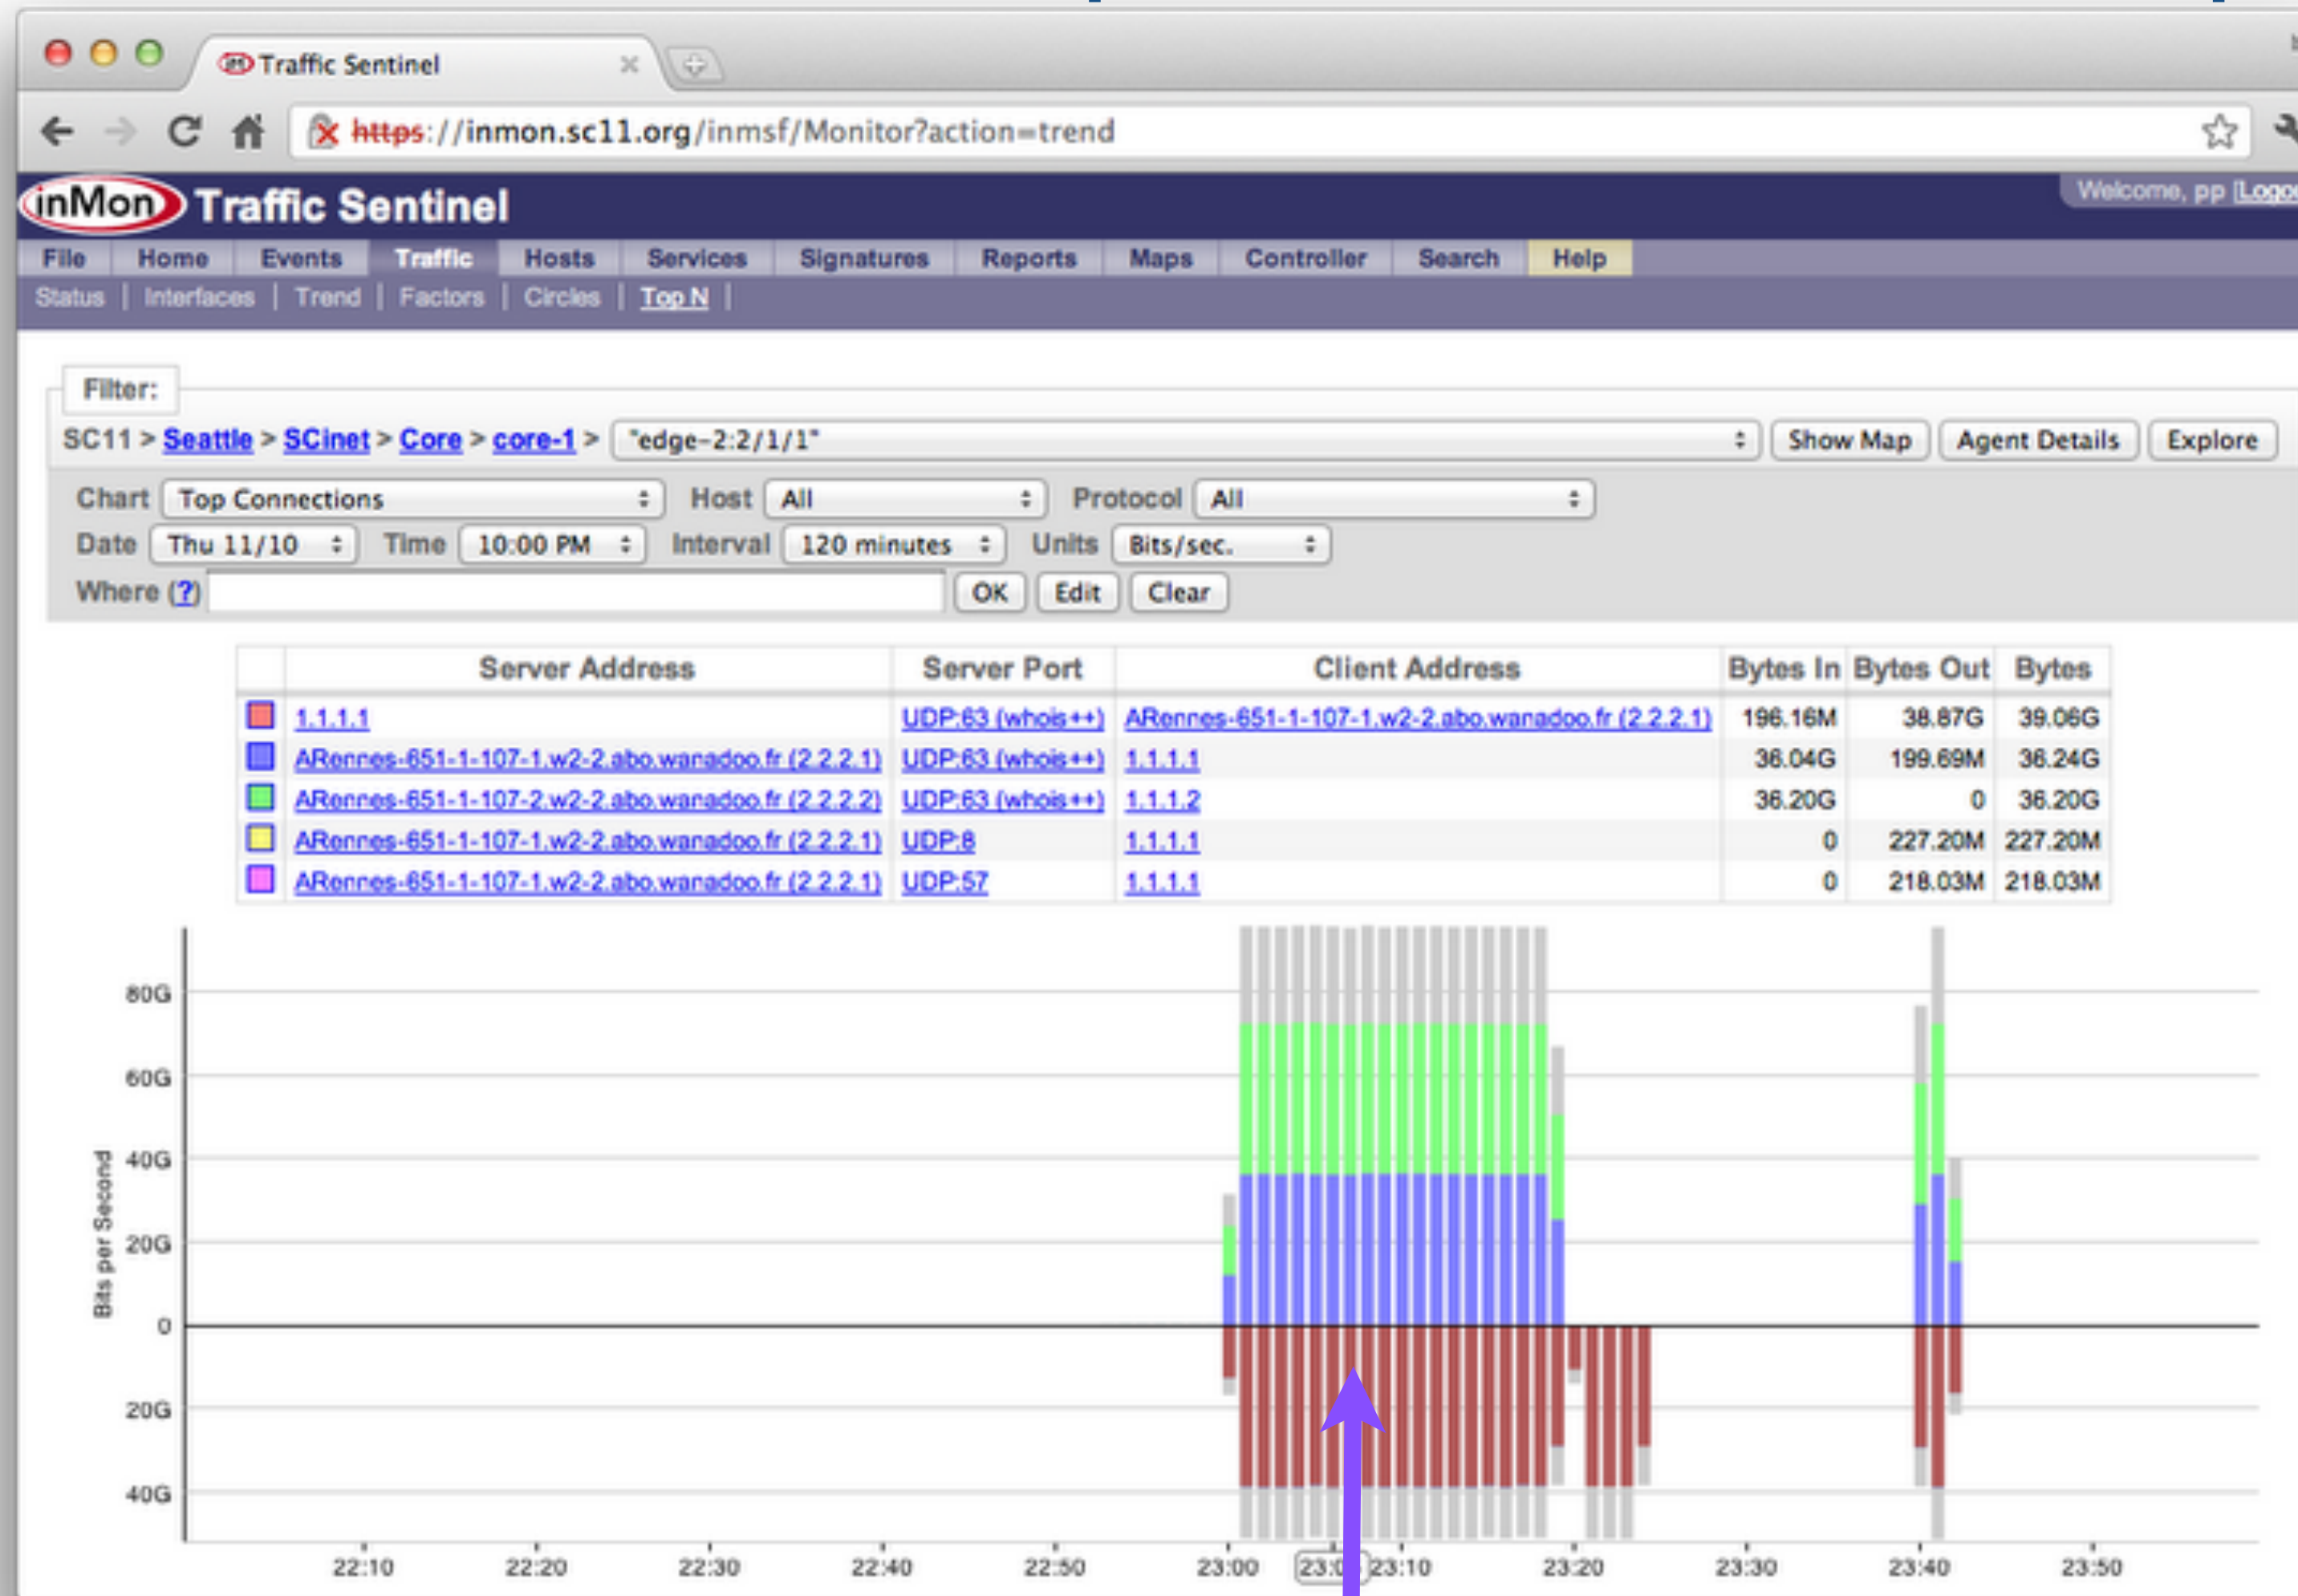 Traffic Sentinel
https://inmon.sc11.org/inmsf/Monitor?action=trend
inMon Traffic Sentinel
Welcome, pp
File Home Events Traffic Hosts Services Signatures Reports Maps Controller Search Help
Status | Interfaces | Trend | Factors | Circles | Top N |
Filter:
SC11 > Seattle > SCinet > Core > core-1 > "edge-2:2/1/1" Show Map Agent Details Explore
Chart Top Connections Host All Protocol All
Date Thu 11/10 Time 10:00 PM Interval 120 minutes Units Bits/sec.
Where (?) OK Edit Clear
Server Address Server Port Client Address Bytes In Bytes Out Bytes
1.1.1.1 UDP:63 (whois++) ARennes-651-1-107-1.w2-2.abo.wanadoo.fr (2.2.2.1) 196.16M 38.87G 39.06G
ARennes-651-1-107-1.w2-2.abo.wanadoo.fr (2.2.2.1) UDP:63 (whois++) 1.1.1.1 36.04G 199.69M 36.24G
ARennes-651-1-107-2.w2-2.abo.wanadoo.fr (2.2.2.2) UDP:63 (whois++) 1.1.1.2 36.20G 0 36.20G
ARennes-651-1-107-1.w2-2.abo.wanadoo.fr (2.2.2.1) UDP:8 1.1.1.1 0 227.20M 227.20M
ARennes-651-1-107-1.w2-2.abo.wanadoo.fr (2.2.2.1) UDP:57 1.1.1.1 0 218.03M 218.03M
Bits per Second
80G
60G
40G
20G
0
20G
40G
22:10 22:20 22:30 22:40 22:50 23:00 23:10 23:20 23:30 23:40 23:50